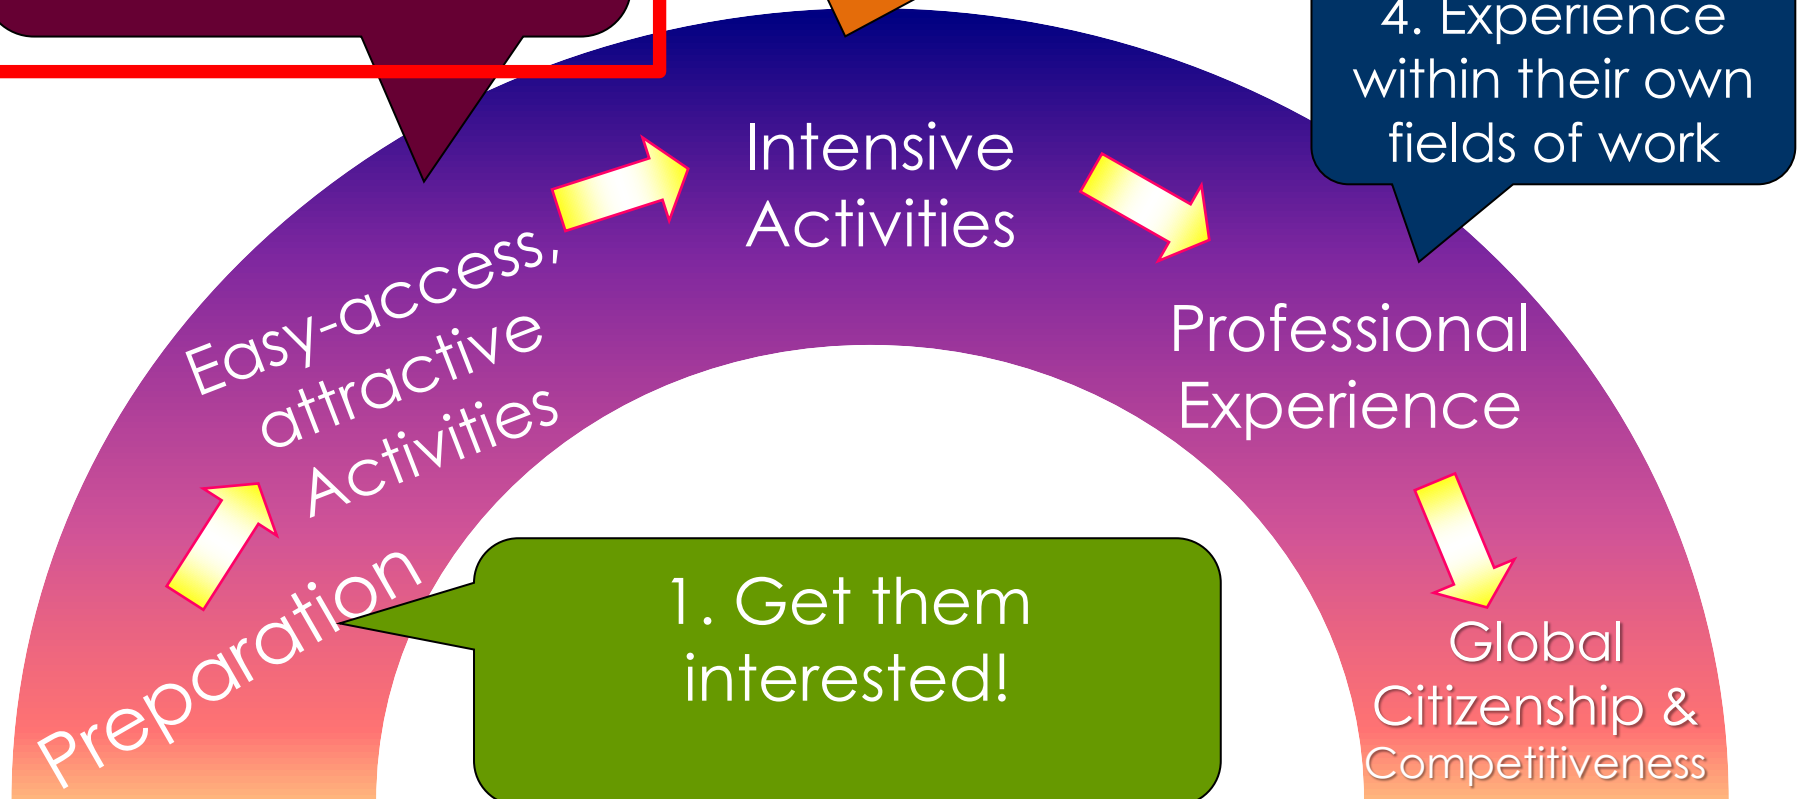 4. Experience
within their own
fields of work
Intensive
Activities
Easy-access,
attractive
Activities
Professional
Experience
Preparation
1. Get them
interested!
Global
Citizenship &
Competitiveness